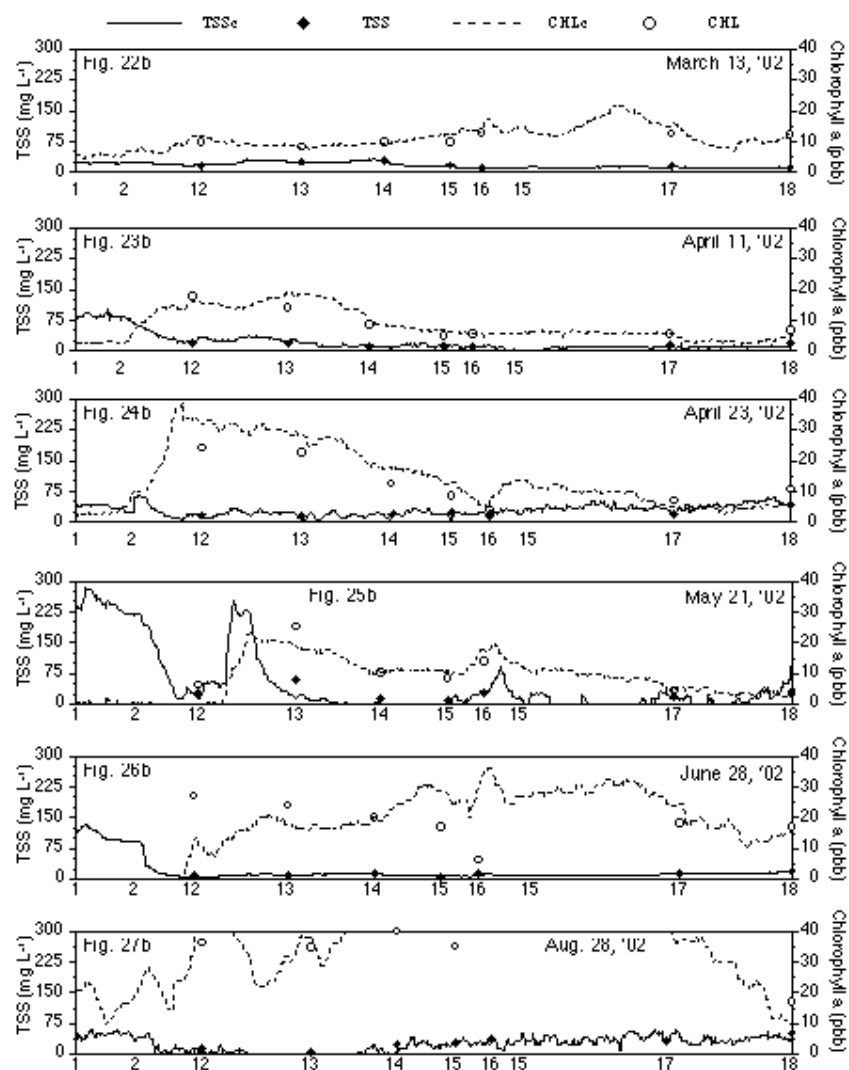 TSSc TSS CHLc CHL
300 Fig. 22b March 13, '02 40
225 30
150 20
75 10
0 0
TSS (mg L⁻¹)
Chlorophyll a (pbb)
1 2 12 13 14 15 16 15 17 18
300 Fig. 23b April 11, '02 40
225 30
150 20
75 10
0 0
TSS (mg L⁻¹)
Chlorophyll a (pbb)
1 2 12 13 14 15 16 15 17 18
300 Fig. 24b April 23, '02 40
225 30
150 20
75 10
0 0
TSS (mg L⁻¹)
Chlorophyll a (pbb)
1 2 12 13 14 15 16 15 17 18
300 Fig. 25b May 21, '02 40
225 30
150 20
75 10
0 0
TSS (mg L⁻¹)
Chlorophyll a (pbb)
1 2 12 13 14 15 16 15 17 18
300 Fig. 26b June 28, '02 40
225 30
150 20
75 10
0 0
TSS (mg L⁻¹)
Chlorophyll a (pbb)
1 2 12 13 14 15 16 15 17 18
300 Fig. 27b Aug. 28, '02 40
225 30
150 20
75 10
0 0
TSS (mg L⁻¹)
Chlorophyll a (pbb)
1 2 12 13 14 15 16 15 17 18